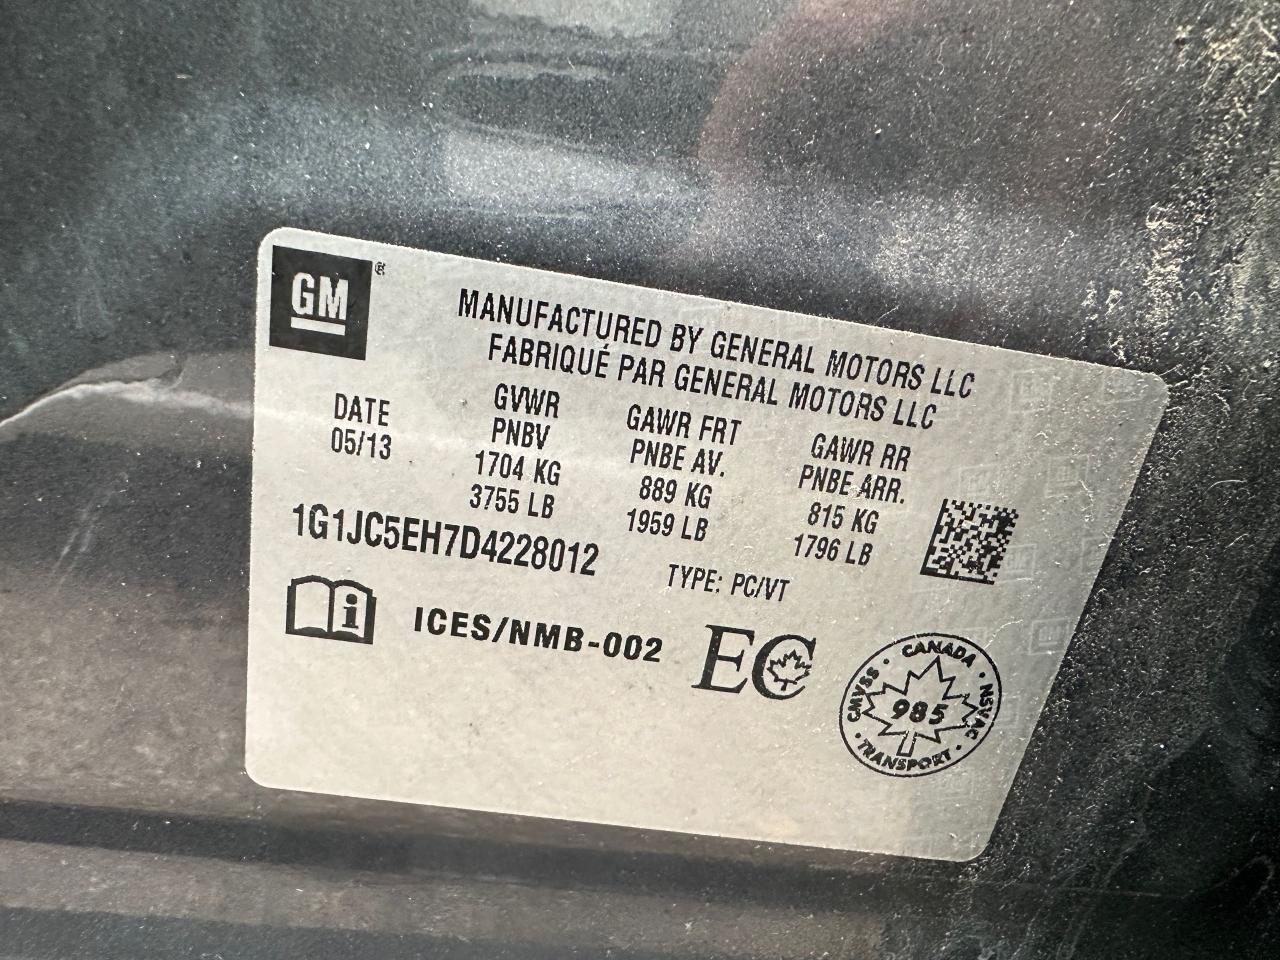 GM ®
MANUFACTURED BY GENERAL MOTORS LLC
FABRIQUÉ PAR GENERAL MOTORS LLC
DATE
05/13
GVWR
PNBV
1704 KG
3755 LB
GAWR FRT
PNBE AV.
889 KG
1959 LB
GAWR RR
PNBE ARR.
815 KG
1796 LB
1G1JC5EH7D4228012
TYPE: PC/VT
i
ICES/NMB-002
EC
CANADA
CMVSS · NSVAC
985
TRANSPORT